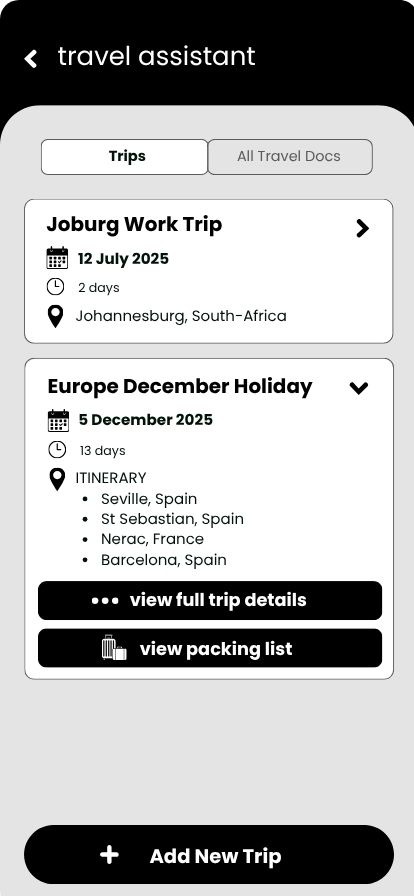 travel assistant
Trips
All Travel Docs
Joburg Work Trip
12 July 2025
2 days
Johannesburg, South-Africa
Europe December Holiday
5 December 2025
13 days
ITINERARY
• Seville, Spain
• St Sebastian, Spain
• Nerac, France
• Barcelona, Spain
view full trip details
view packing list
Add New Trip